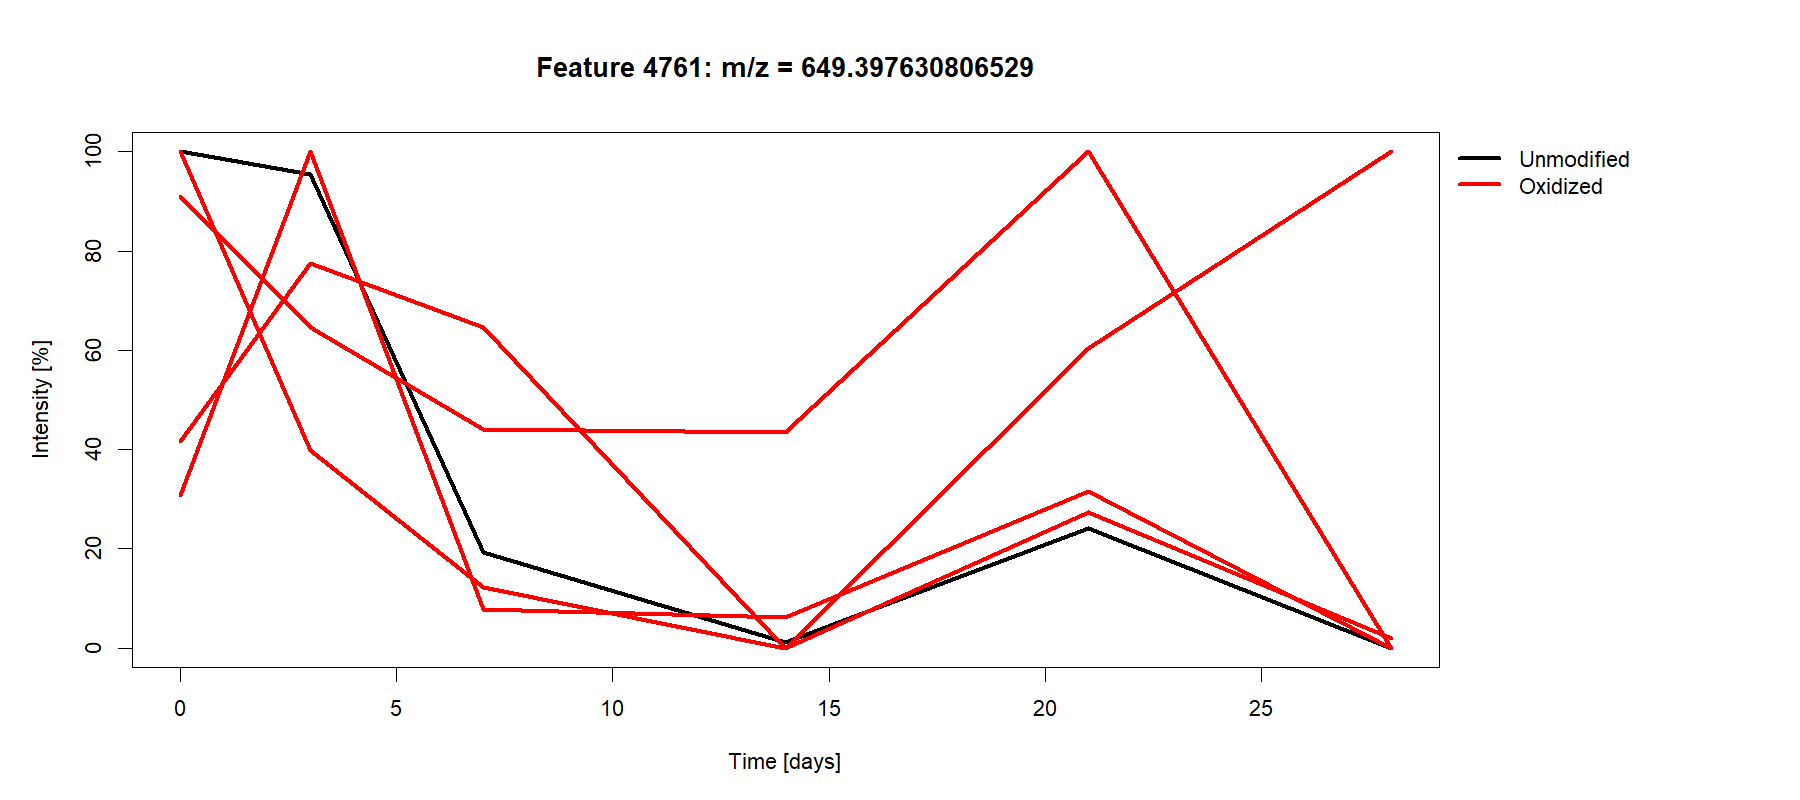 Feature 4761: m/z = 649.397630806529
Unmodified
Oxidized
Intensity [%]
100
80
60
40
20
0
0 5 10 15 20 25
Time [days]